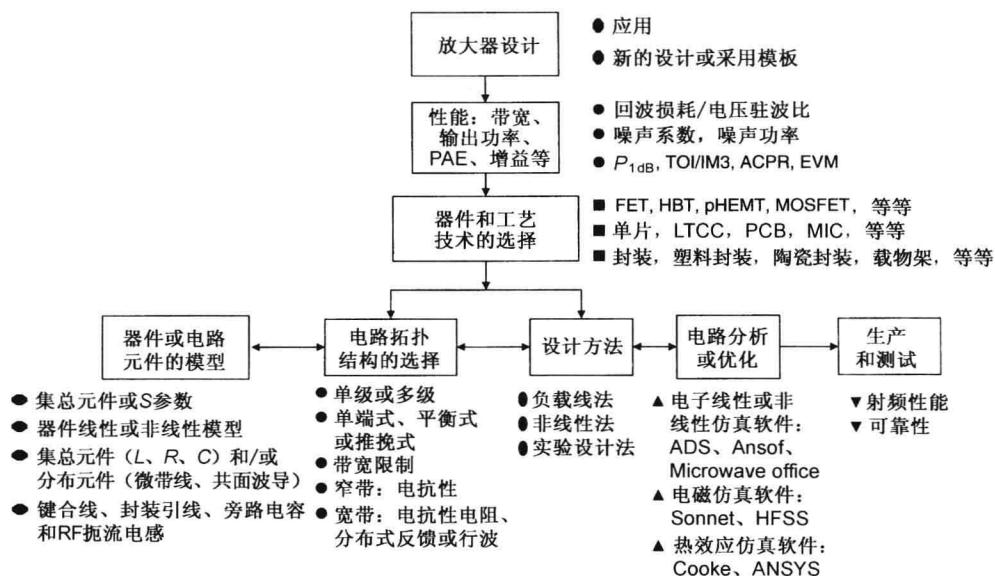 放大器设计
应用
新的设计或采用模板
性能：带宽、
输出功率、
PAE、增益等
回波损耗/电压驻波比
噪声系数，噪声功率
P1dB, TOI/IM3, ACPR, EVM
器件和工艺
技术的选择
FET, HBT, pHEMT, MOSFET，等等
单片，LTCC，PCB，MIC，等等
封装，塑料封装，陶瓷封装，载物架，等等
器件或电路
元件的模型
集总元件或S参数
器件线性或非线性模型
集总元件（L、R、C）和/或
分布元件（微带线、共面波导）
键合线、封装引线、旁路电容
和RF扼流电感
电路拓扑
结构的选择
单级或多级
单端式、平衡式
或推挽式
带宽限制
窄带：电抗性
宽带：电抗性电阻、
分布式反馈或行波
设计方法
负载线法
非线性法
实验设计法
电路分析
或优化
电子线性或非
线性仿真软件：
ADS、Ansof、
Microwave office
电磁仿真软件：
Sonnet、HFSS
热效应仿真软件：
Cooke、ANSYS
生产
和测试
射频性能
可靠性